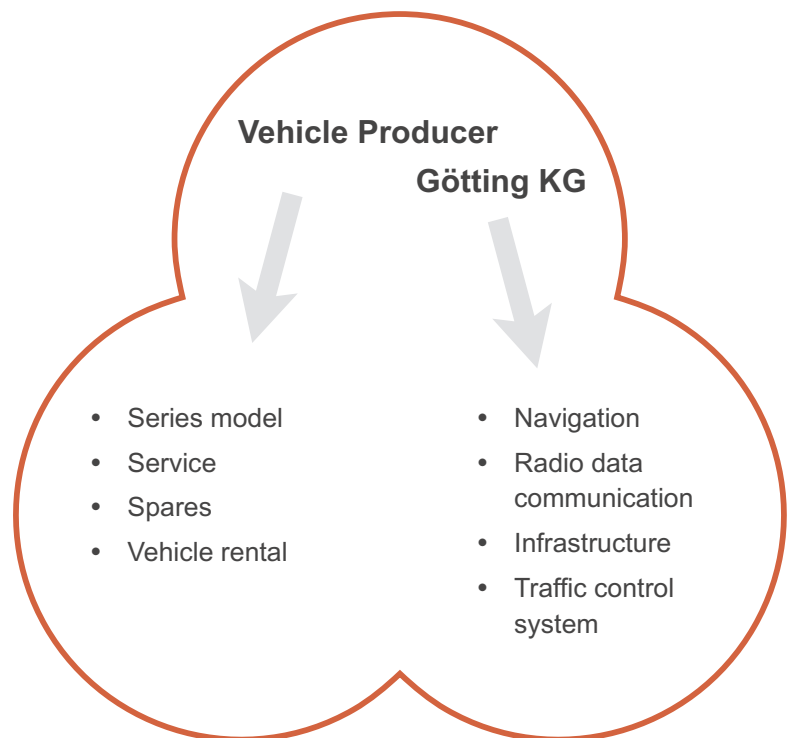 Vehicle Producer
Götting KG
• Series model
• Service
• Spares
• Vehicle rental
• Navigation
• Radio data
communication
• Infrastructure
• Traffic control
system